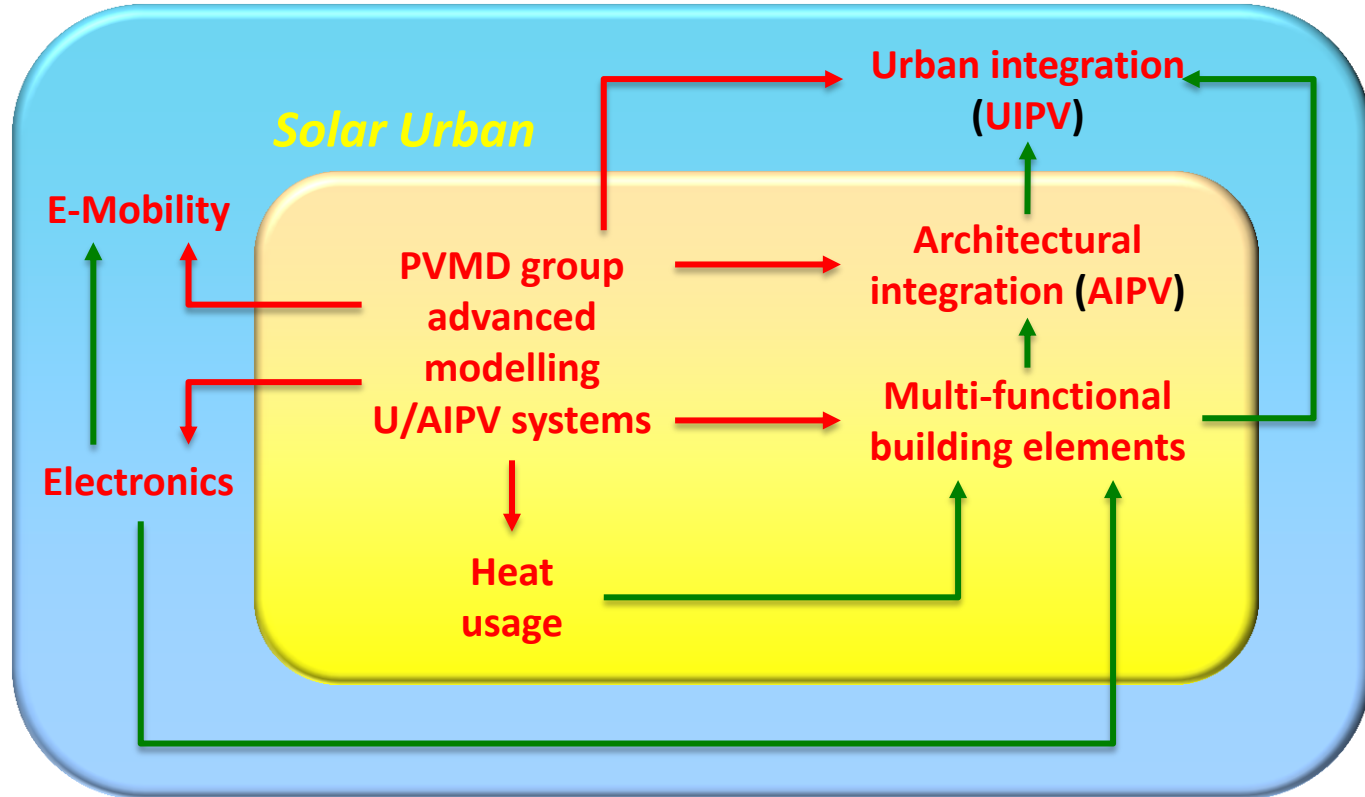 Urban integration
(UIPV)
Solar Urban
E-Mobility
PVMD group
advanced
modelling
U/AIPV systems
Architectural
integration (AIPV)
Multi-functional
building elements
Electronics
Heat
usage